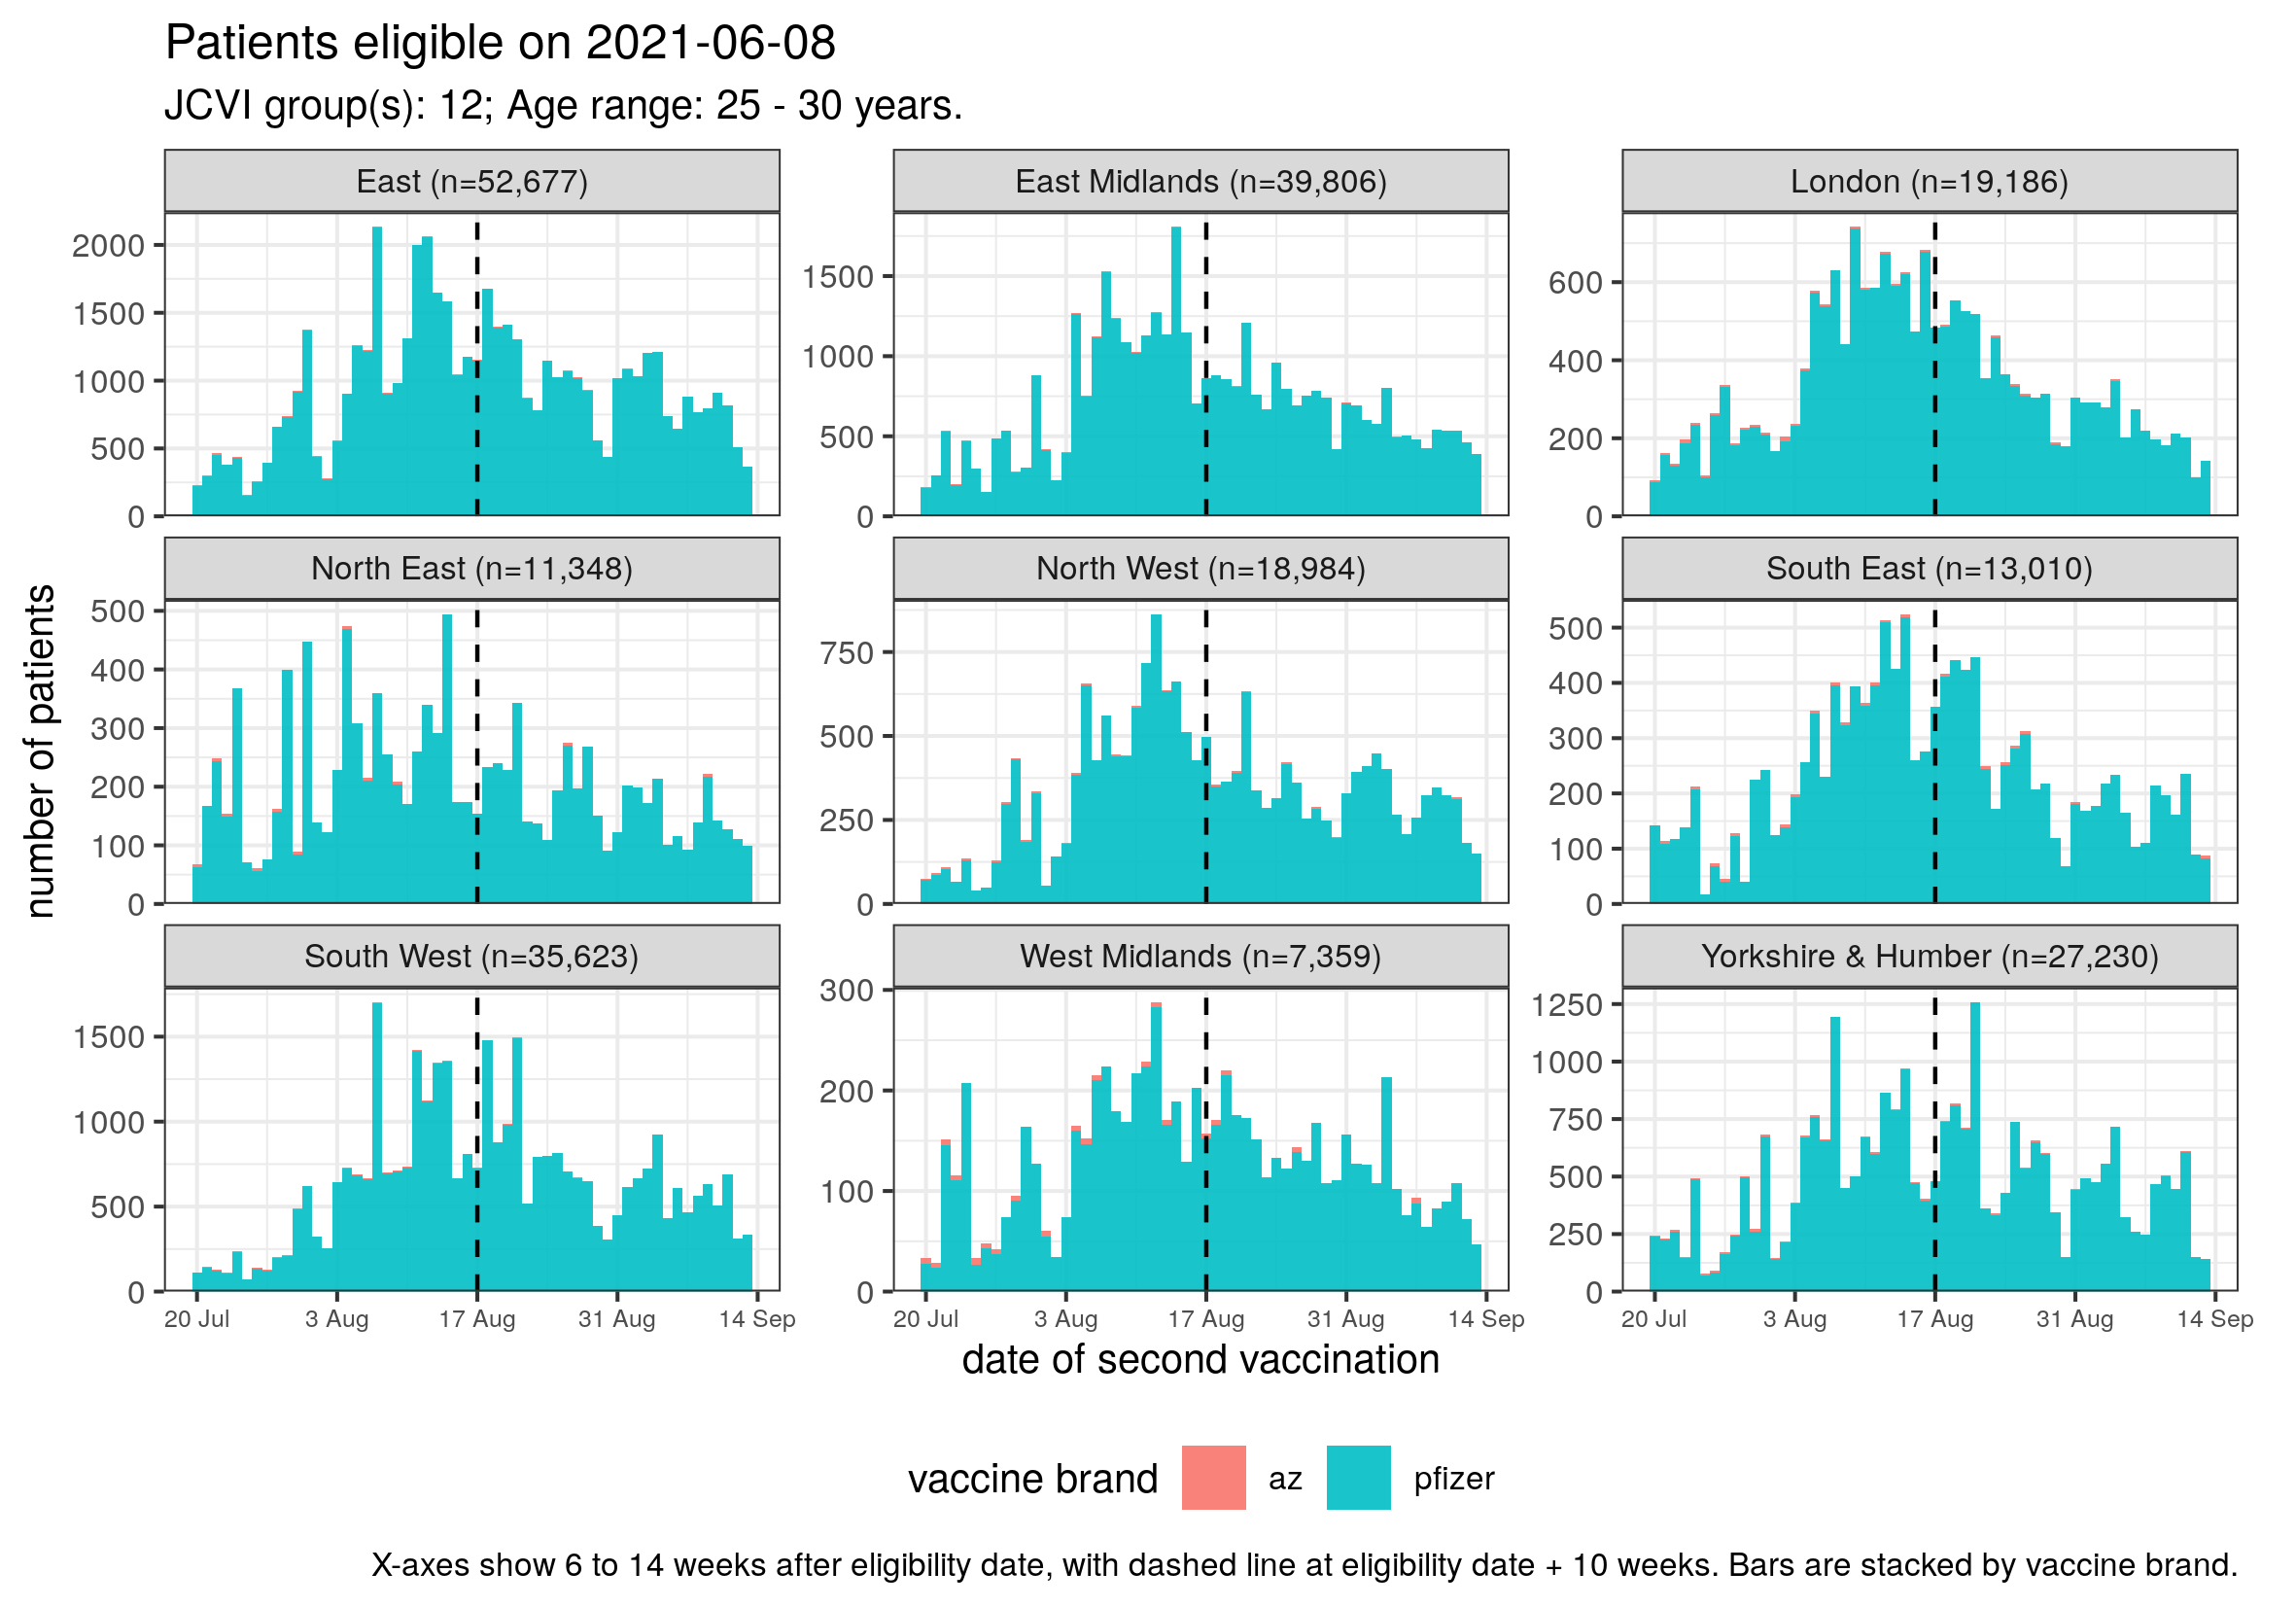 Patients eligible on 2021-06-08
JCVI group(s): 12; Age range: 25 - 30 years.
East (n=52,677)
East Midlands (n=39,806)
London (n=19,186)
2000
1500
1000
500
0
1500
1000
500
0
600
400
200
0
North East (n=11,348)
North West (n=18,984)
South East (n=13,010)
500
400
300
200
100
0
750
500
250
0
500
400
300
200
100
0
number of patients
South West (n=35,623)
West Midlands (n=7,359)
Yorkshire & Humber (n=27,230)
1500
1000
500
0
300
200
100
0
1250
1000
750
500
250
0
20 Jul 3 Aug 17 Aug 31 Aug 14 Sep
20 Jul 3 Aug 17 Aug 31 Aug 14 Sep
20 Jul 3 Aug 17 Aug 31 Aug 14 Sep
date of second vaccination
vaccine brand az pfizer
X-axes show 6 to 14 weeks after eligibility date, with dashed line at eligibility date + 10 weeks. Bars are stacked by vaccine brand.